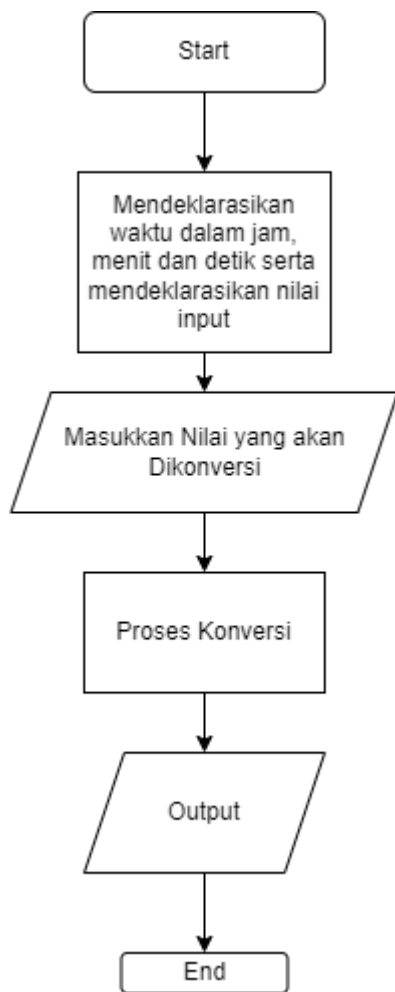 Start
Mendeklarasikan
waktu dalam jam,
menit dan detik serta
mendeklarasikan nilai
input
Masukkan Nilai yang akan
Dikonversi
Proses Konversi
Output
End